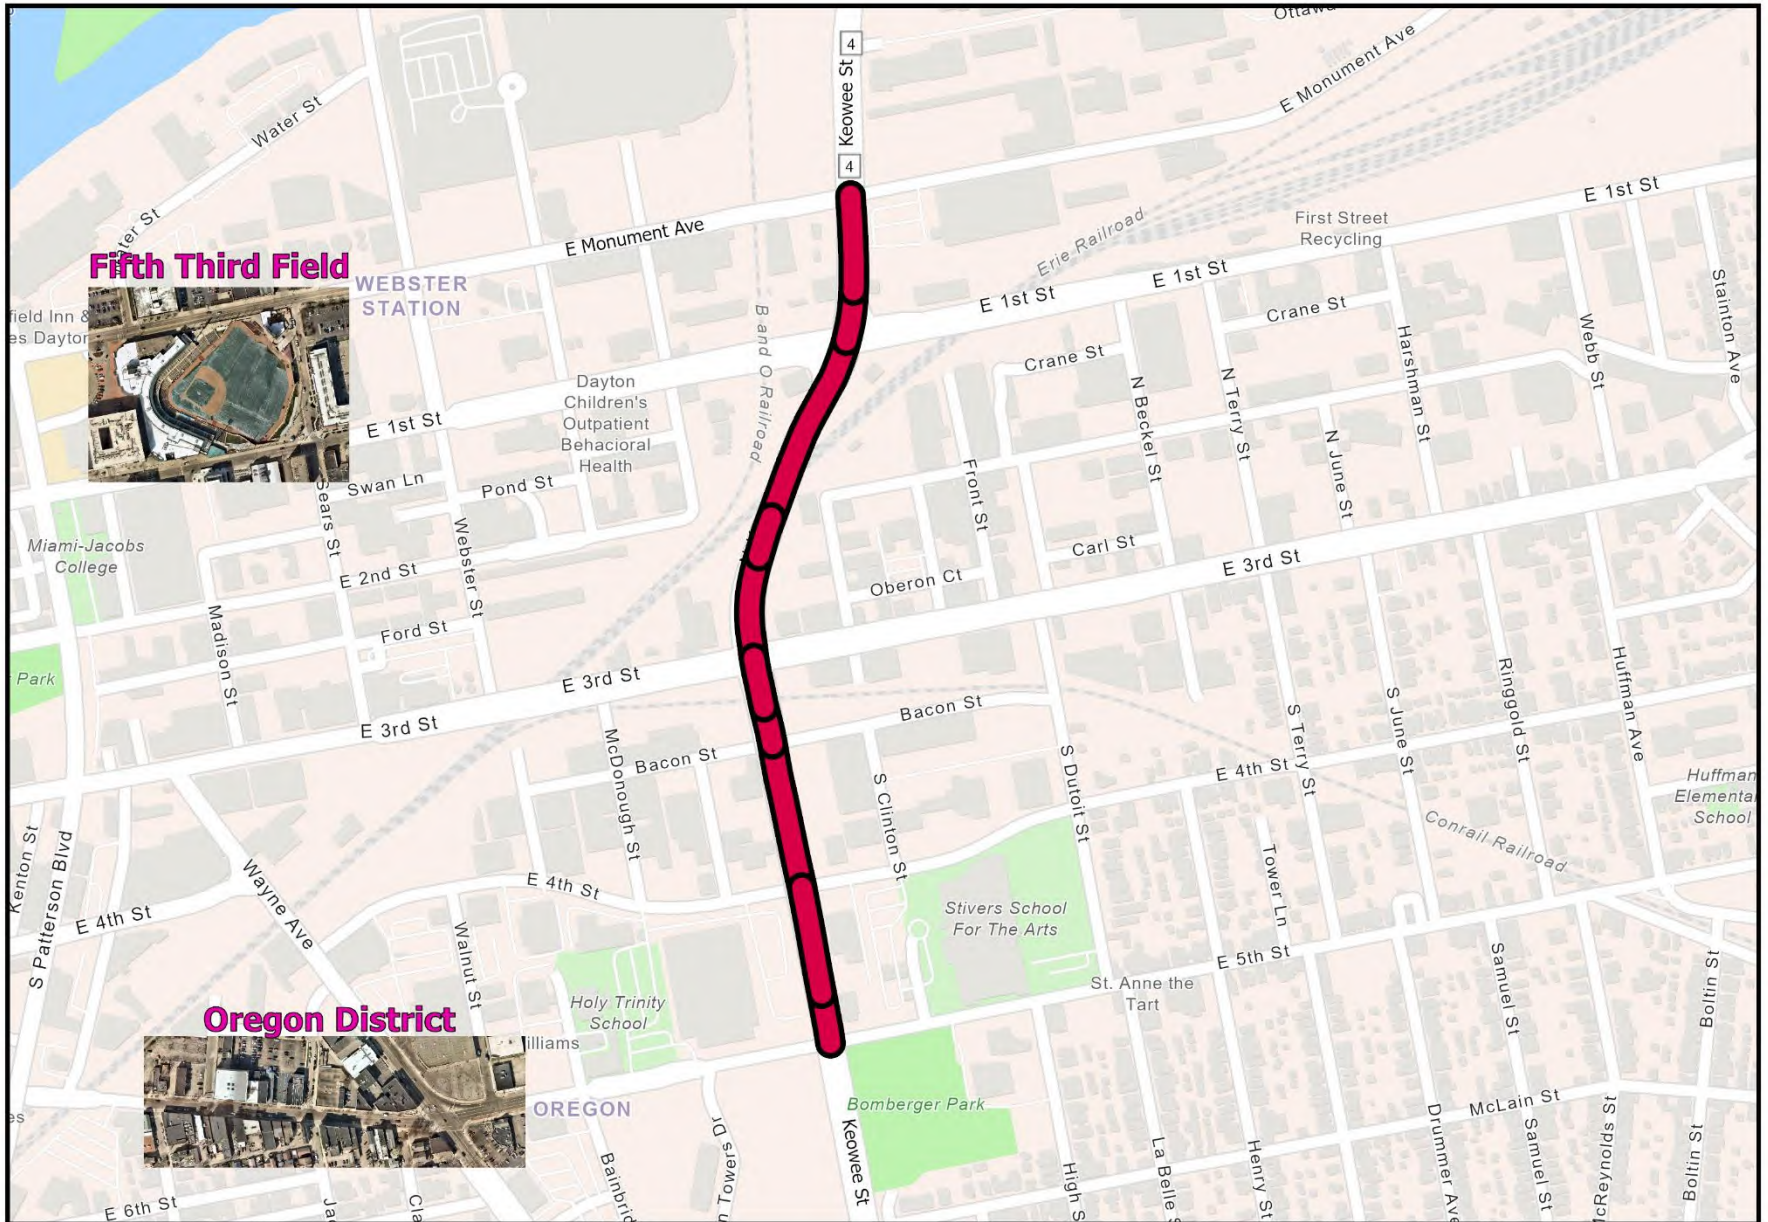 Ottawa
4
Keowee St
E Monument Ave
Water St
4
E 1st St
Water St
First Street
Recycling
E Monument Ave
Erie Railroad
Fifth Third Field
WEBSTER
STATION
E 1st St
E 1st St
Stainton Ave
field Inn &
es Dayton
Crane St
B and O Railroad
Webb St
Harshman St
Crane St
Dayton
Children's
Outpatient
Behacioral
Health
N Beckel St
N Terry St
E 1st St
N June St
Swan Ln
Pond St
Front St
Sears St
Webster St
Miami-Jacobs
College
Carl St
E 2nd St
Oberon Ct
E 3rd St
Madison St
Ford St
Park
E 3rd St
Ringgold St
Huffman Ave
E 3rd St
Bacon St
S Terry St
S June St
McDonough St
Bacon St
S Dutoit St
E 4th St
Huffman
Elementa
School
S Clinton St
Conrail Railroad
Kenton St
S Patterson Blvd
Wayne Ave
E 4th St
Tower Ln
E 4th St
Stivers School
For The Arts
Walnut St
E 5th St
St. Anne the
Tart
Samuel St
Boltin St
Holy Trinity
School
Oregon District
illiams
OREGON
Bomberger Park
McLain St
es
n Towers Dr
Keowee St
Bainbrid
High S
La Belle S
Henry St
Drummer Ave
Samuel St
McReynolds St
Boltin St
E 6th St
Ja
Cla